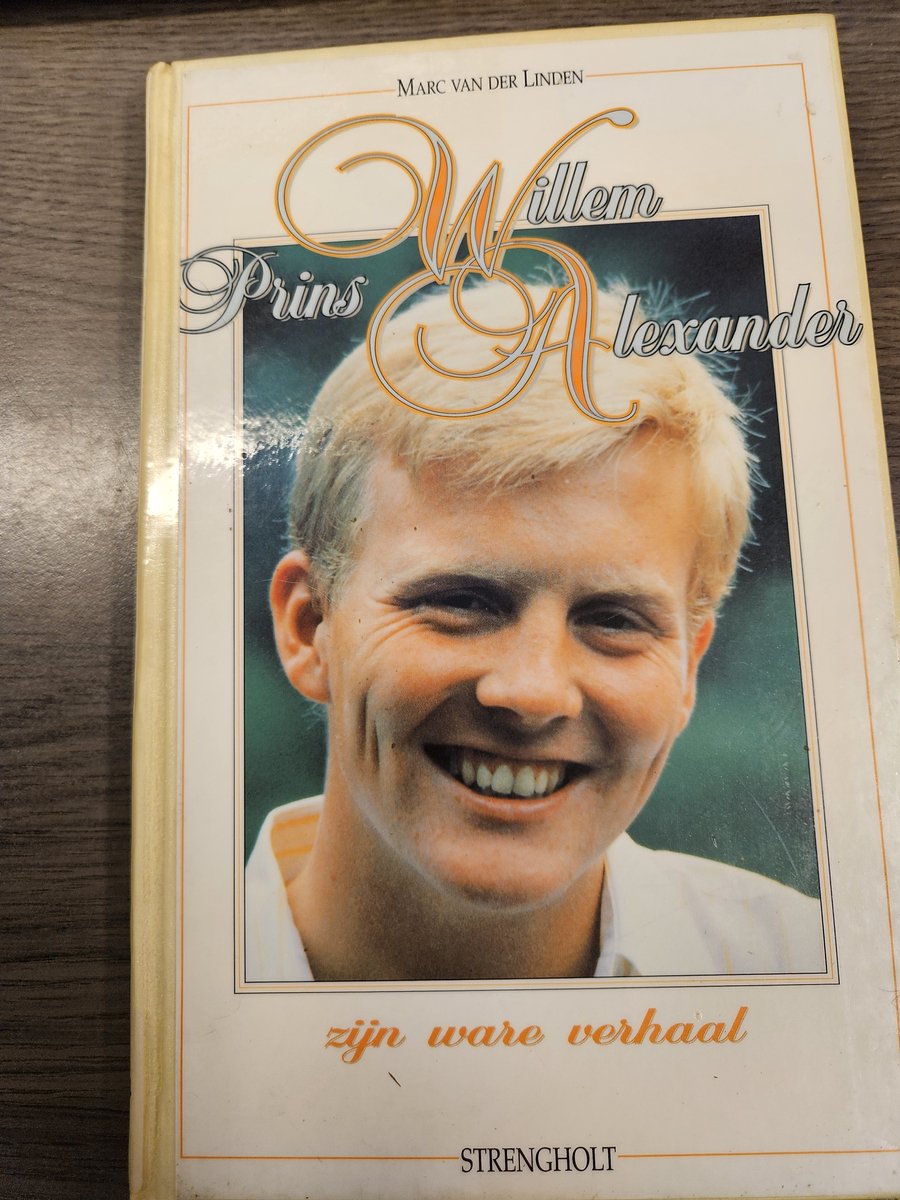 MARC VAN DER LINDEN
Prins Willem Alexander
zijn ware verhaal
STRENGHOLT